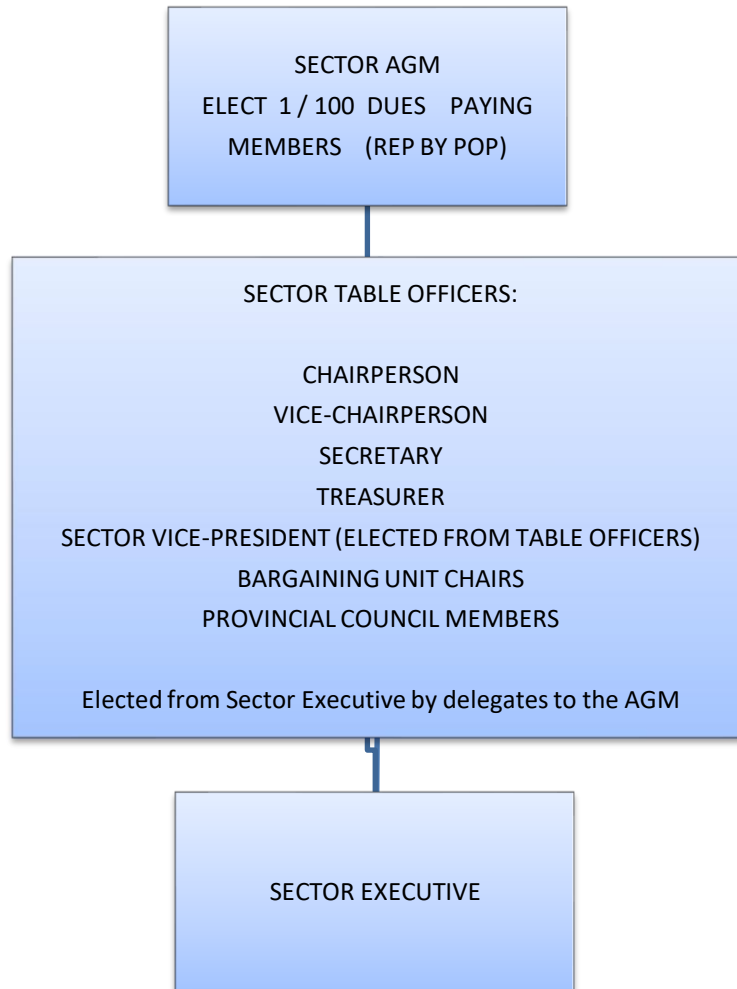 SECTOR AGM
ELECT 1 / 100 DUES PAYING
MEMBERS (REP BY POP)
SECTOR TABLE OFFICERS:
CHAIRPERSON
VICE-CHAIRPERSON
SECRETARY
TREASURER
SECTOR VICE-PRESIDENT (ELECTED FROM TABLE OFFICERS)
BARGAINING UNIT CHAIRS
PROVINCIAL COUNCIL MEMBERS
Elected from Sector Executive by delegates to the AGM
SECTOR EXECUTIVE